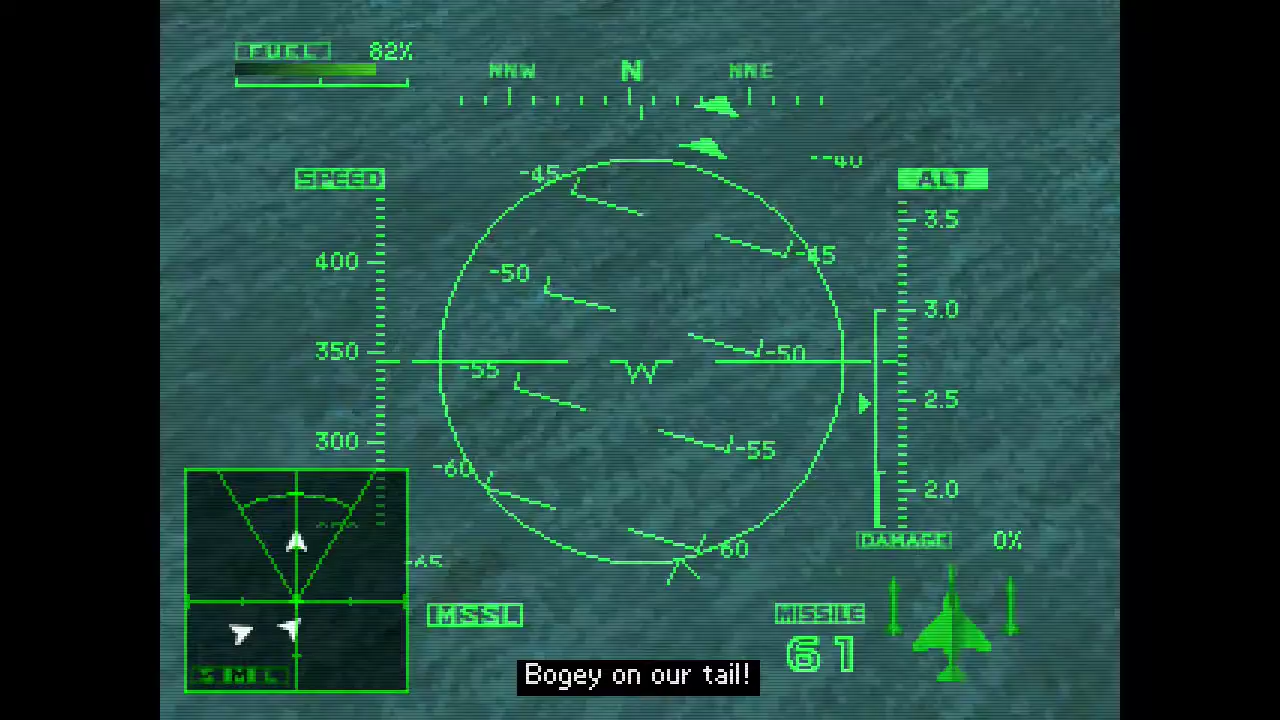 FUEL 82%
NNW N NNE
--40
SPEED
ALT
-45
3.5
-45
400
-50
3.0
350
-50
-55
2.5
300
-55
-60
2.0
DAMAGE 0%
-60
-65
MISSILE
61
Bogey on our tail!